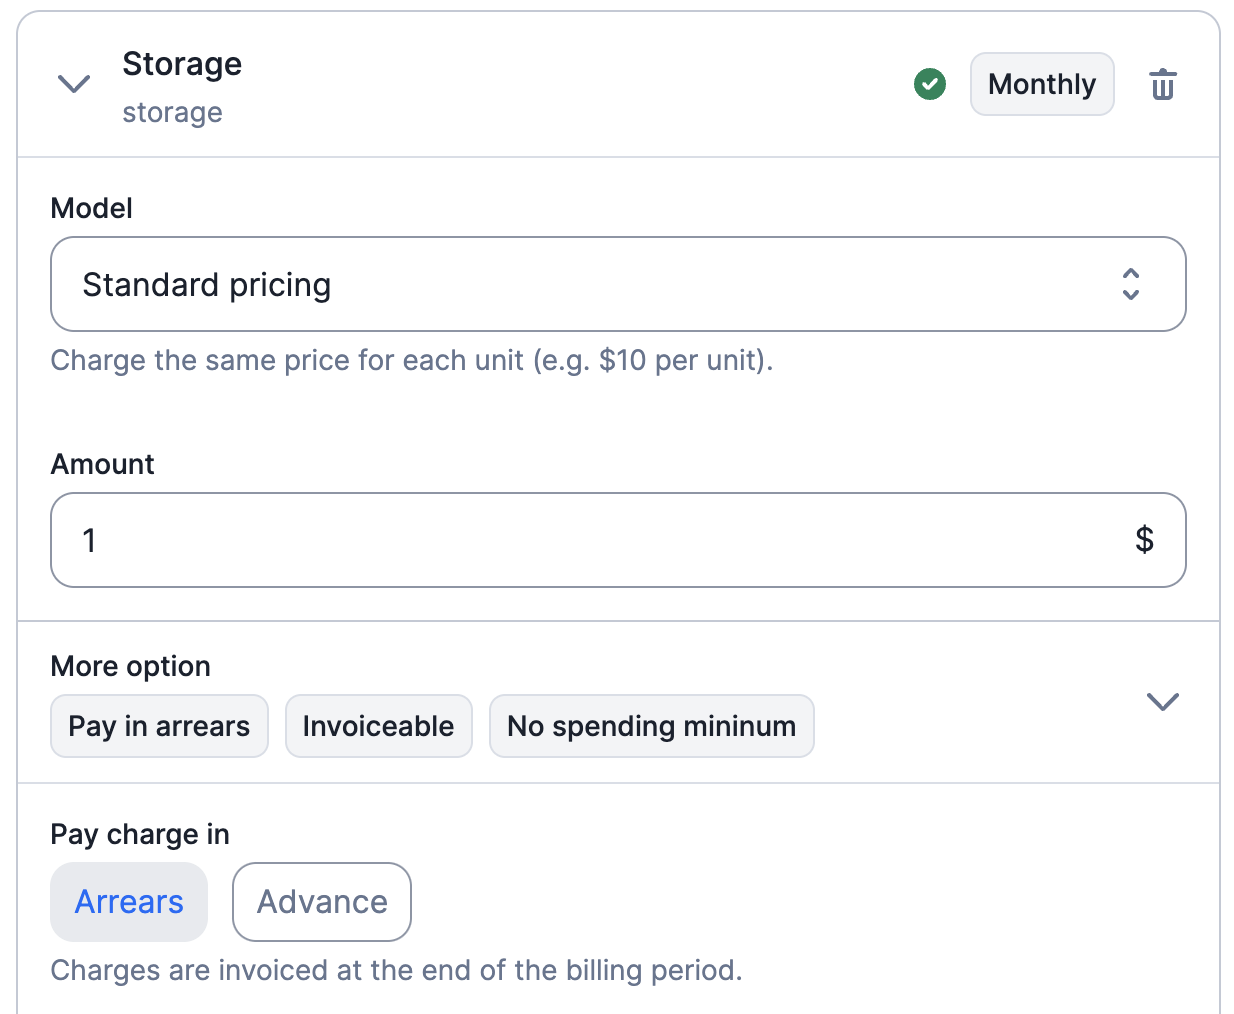 Storage
storage
Monthly
Model
Standard pricing
Charge the same price for each unit (e.g. $10 per unit).
Amount
1 $
More option
Pay in arrears Invoiceable No spending mininum
Pay charge in
Arrears Advance
Charges are invoiced at the end of the billing period.